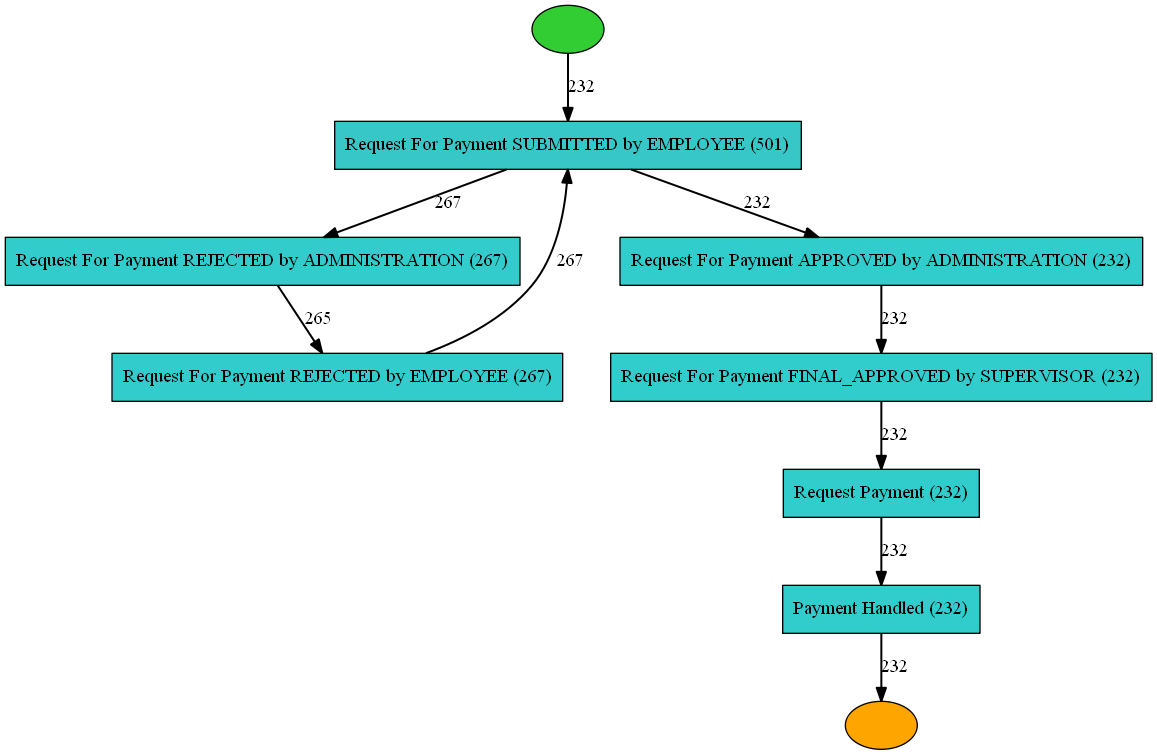 232
Request For Payment SUBMITTED by EMPLOYEE (501)
267
232
Request For Payment REJECTED by ADMINISTRATION (267)
267
Request For Payment APPROVED by ADMINISTRATION (232)
265
232
Request For Payment REJECTED by EMPLOYEE (267)
Request For Payment FINAL_APPROVED by SUPERVISOR (232)
232
Request Payment (232)
232
Payment Handled (232)
232